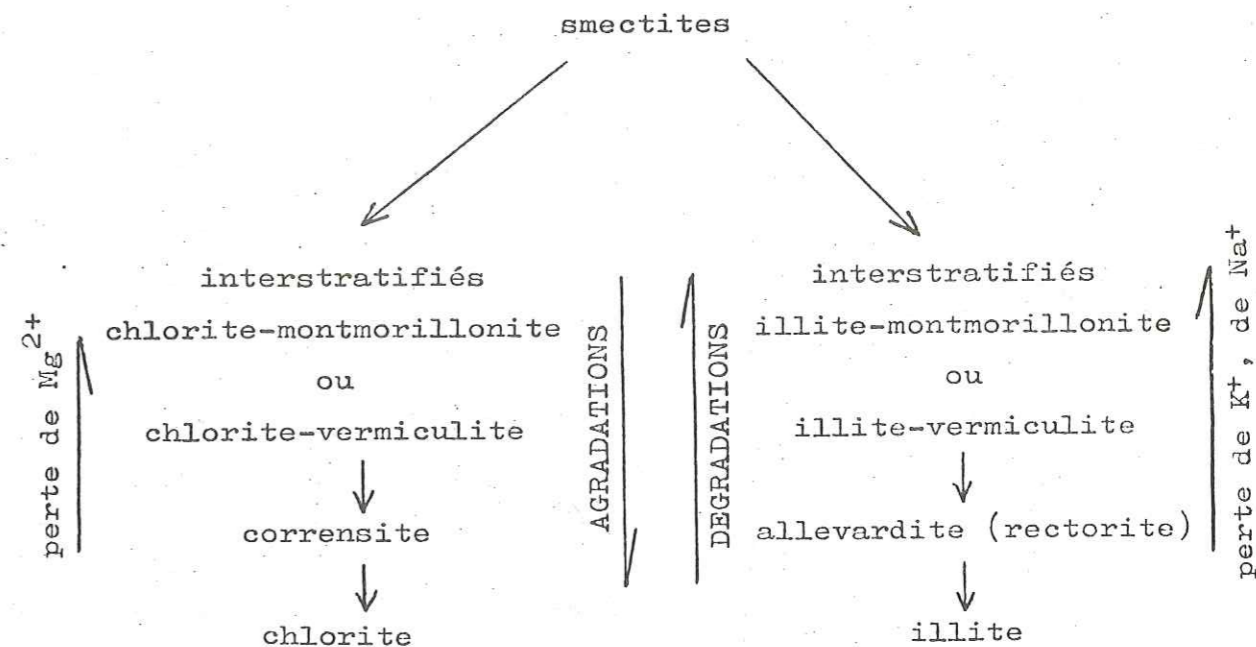 smectites
interstratifiés
chlorite-montmorillonite
ou
chlorite-vermiculite
corrensite
chlorite
perte de Mg2+
AGRADATIONS
DEGRADATIONS
interstratifiés
illite-montmorillonite
ou
illite-vermiculite
allevardite (rectorite)
illite
perte de K+, de Na+